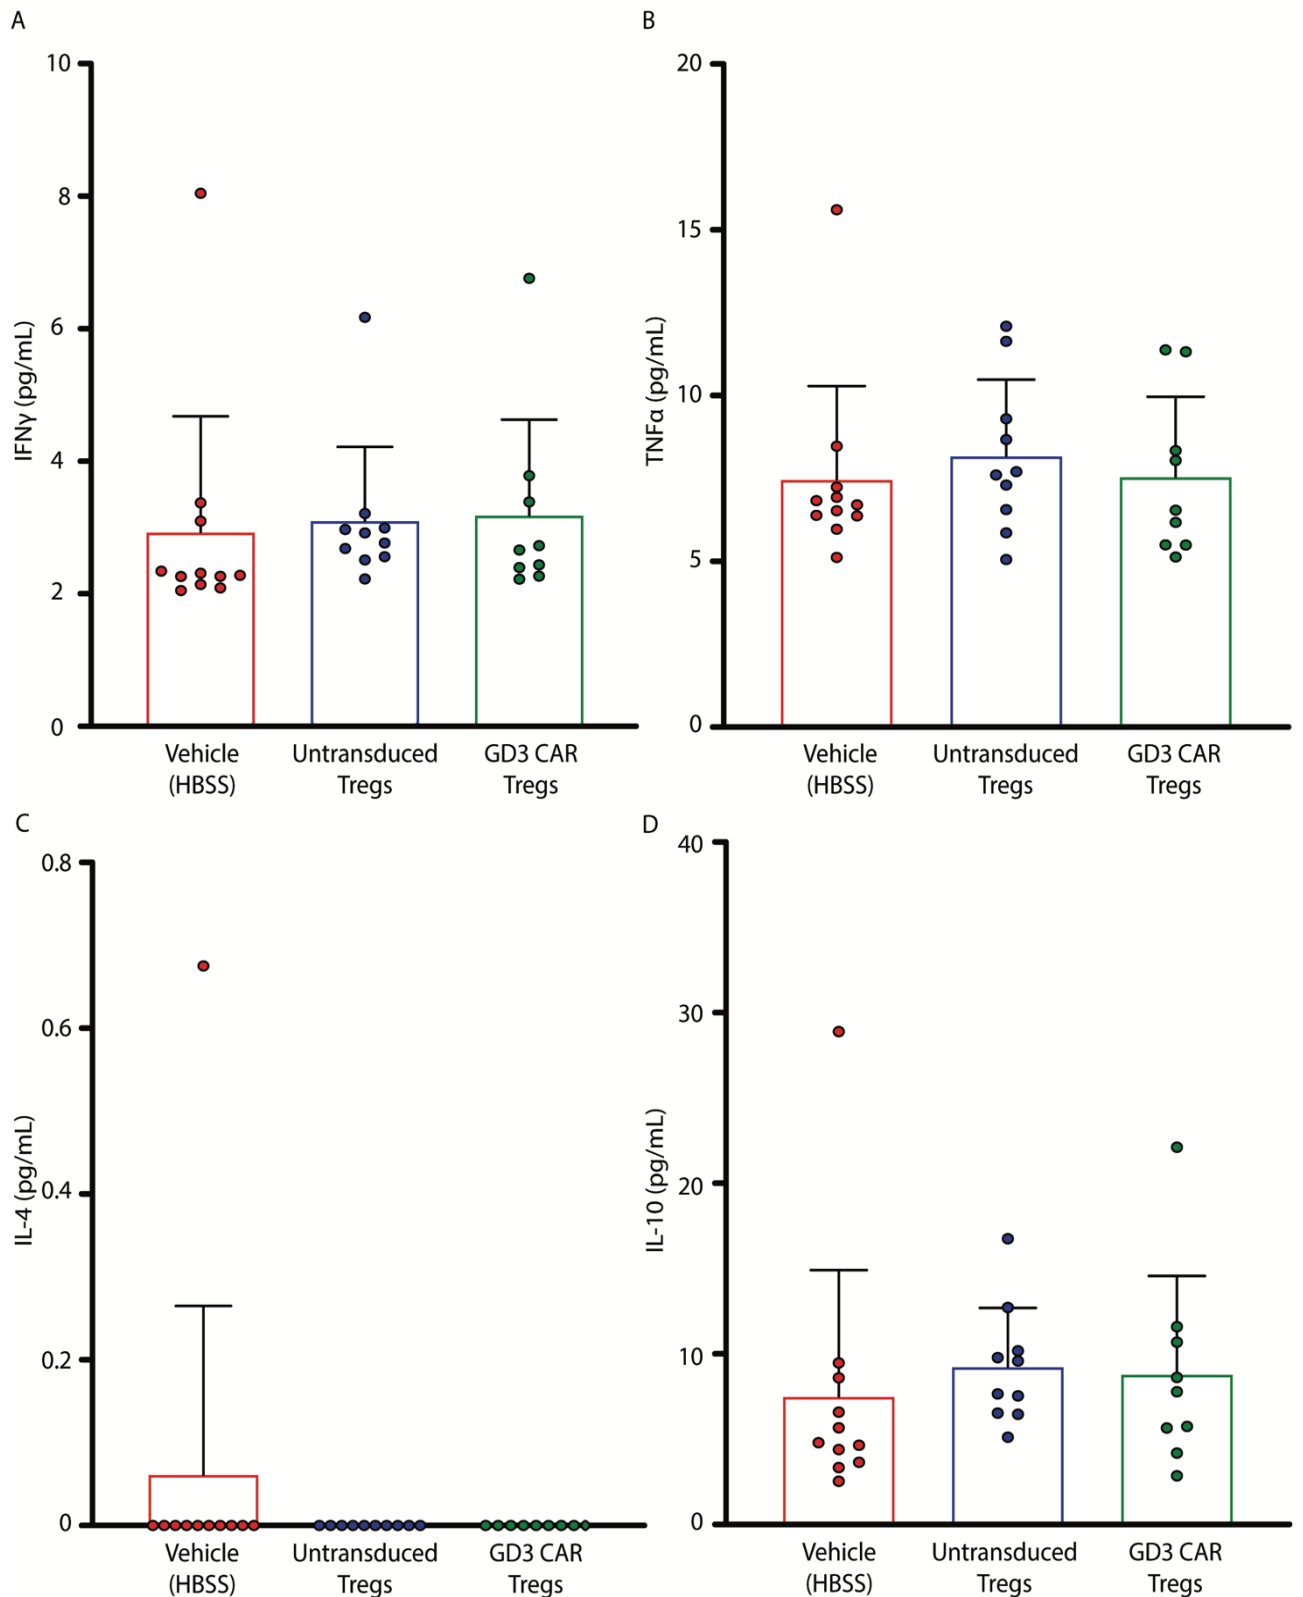 A
10
8
6
4
2
0
IFNγ (pg/mL)
Vehicle
(HBSS)
Untransduced
Tregs
GD3 CAR
Tregs
B
20
15
10
5
0
TNFα (pg/mL)
Vehicle
(HBSS)
Untransduced
Tregs
GD3 CAR
Tregs
C
0.8
0.6
0.4
0.2
0
IL-4 (pg/mL)
Vehicle
(HBSS)
Untransduced
Tregs
GD3 CAR
Tregs
D
40
30
20
10
0
IL-10 (pg/mL)
Vehicle
(HBSS)
Untransduced
Tregs
GD3 CAR
Tregs